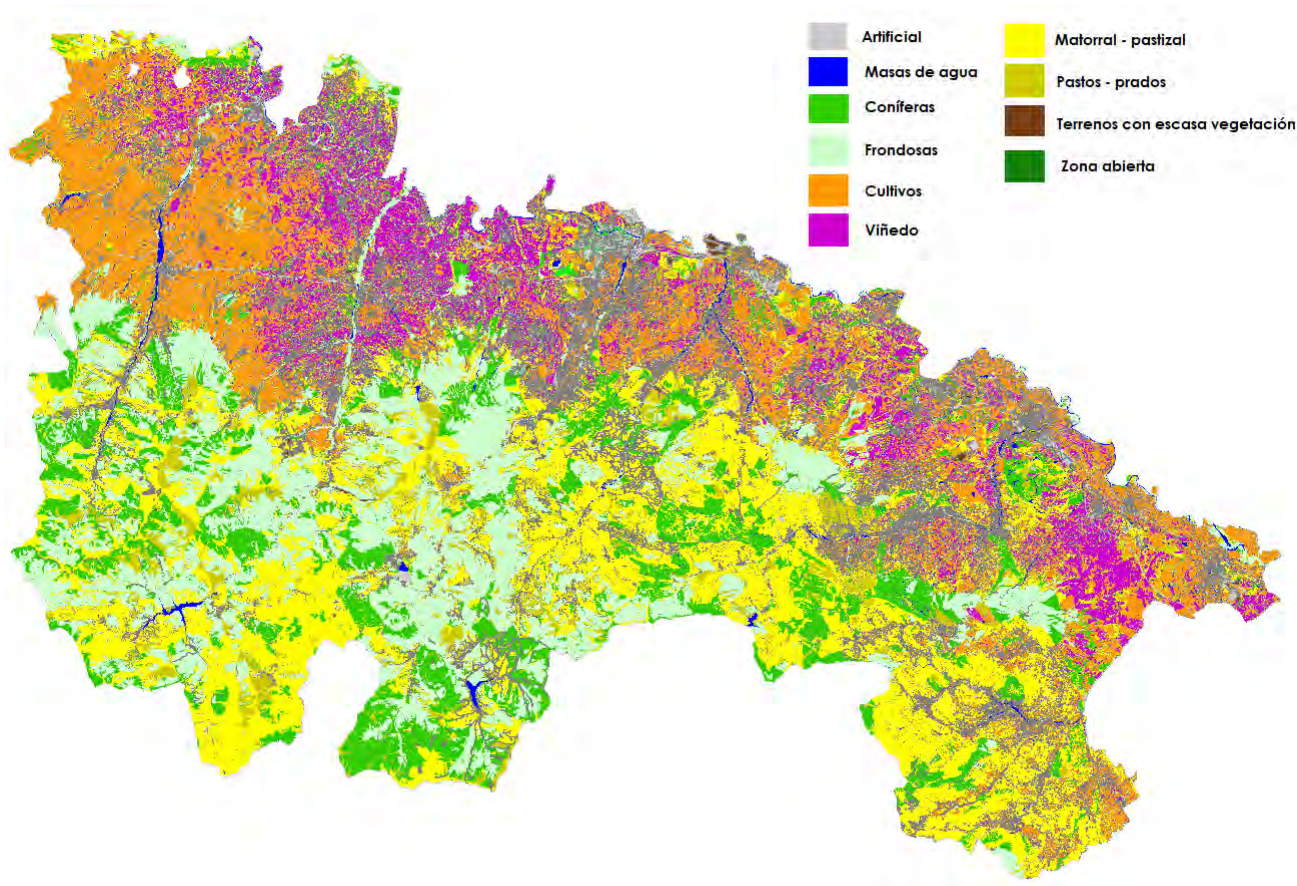 Artificial
Masas de agua
Coníferas
Frondosas
Cultivos
Viñedo
Matorral - pastizal
Pastos - prados
Terrenos con escasa vegetación
Zona abierta